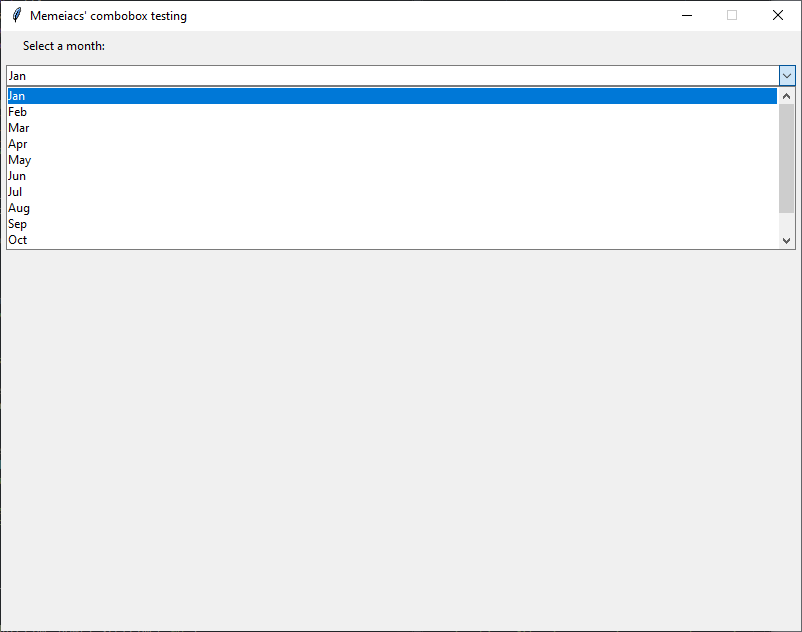 Memeiacs' combobox testing
Select a month:
Jan
Jan
Feb
Mar
Apr
May
Jun
Jul
Aug
Sep
Oct